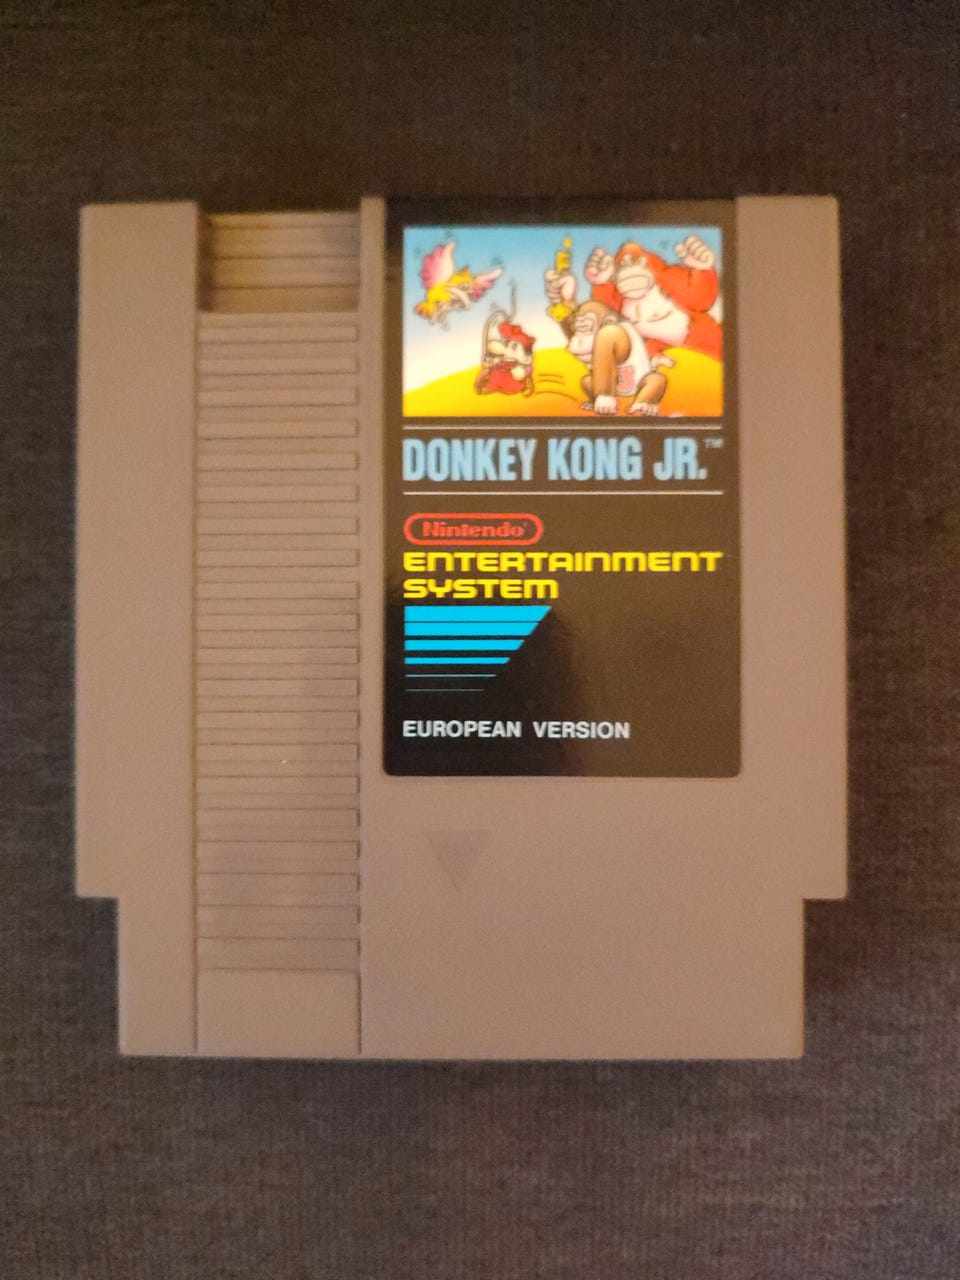 DONKEY KONG JR.™
Nintendo®
ENTERTAINMENT
SYSTEM
EUROPEAN VERSION